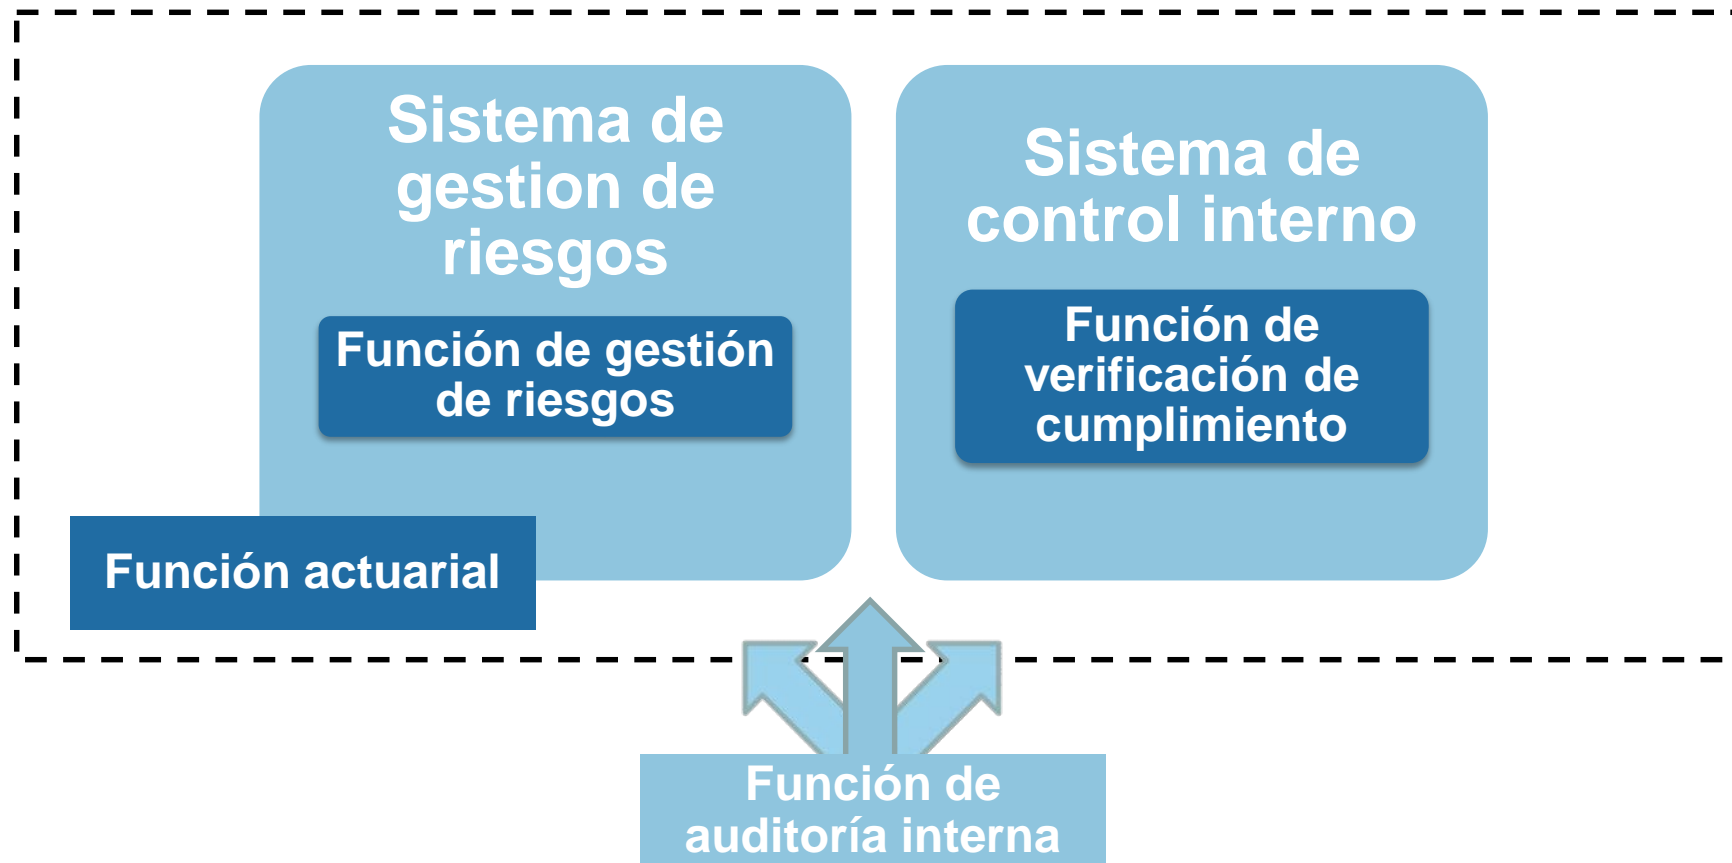 Sistema de
gestion de
riesgos
Función de gestión
de riesgos
Sistema de
control interno
Función de
verificación de
cumplimiento
Función actuarial
Función de
auditoría interna